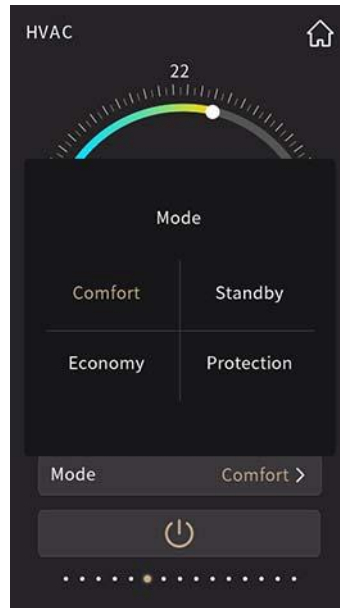 HVAC
22
Mode
Comfort Standby
Economy Protection
Mode Comfort >